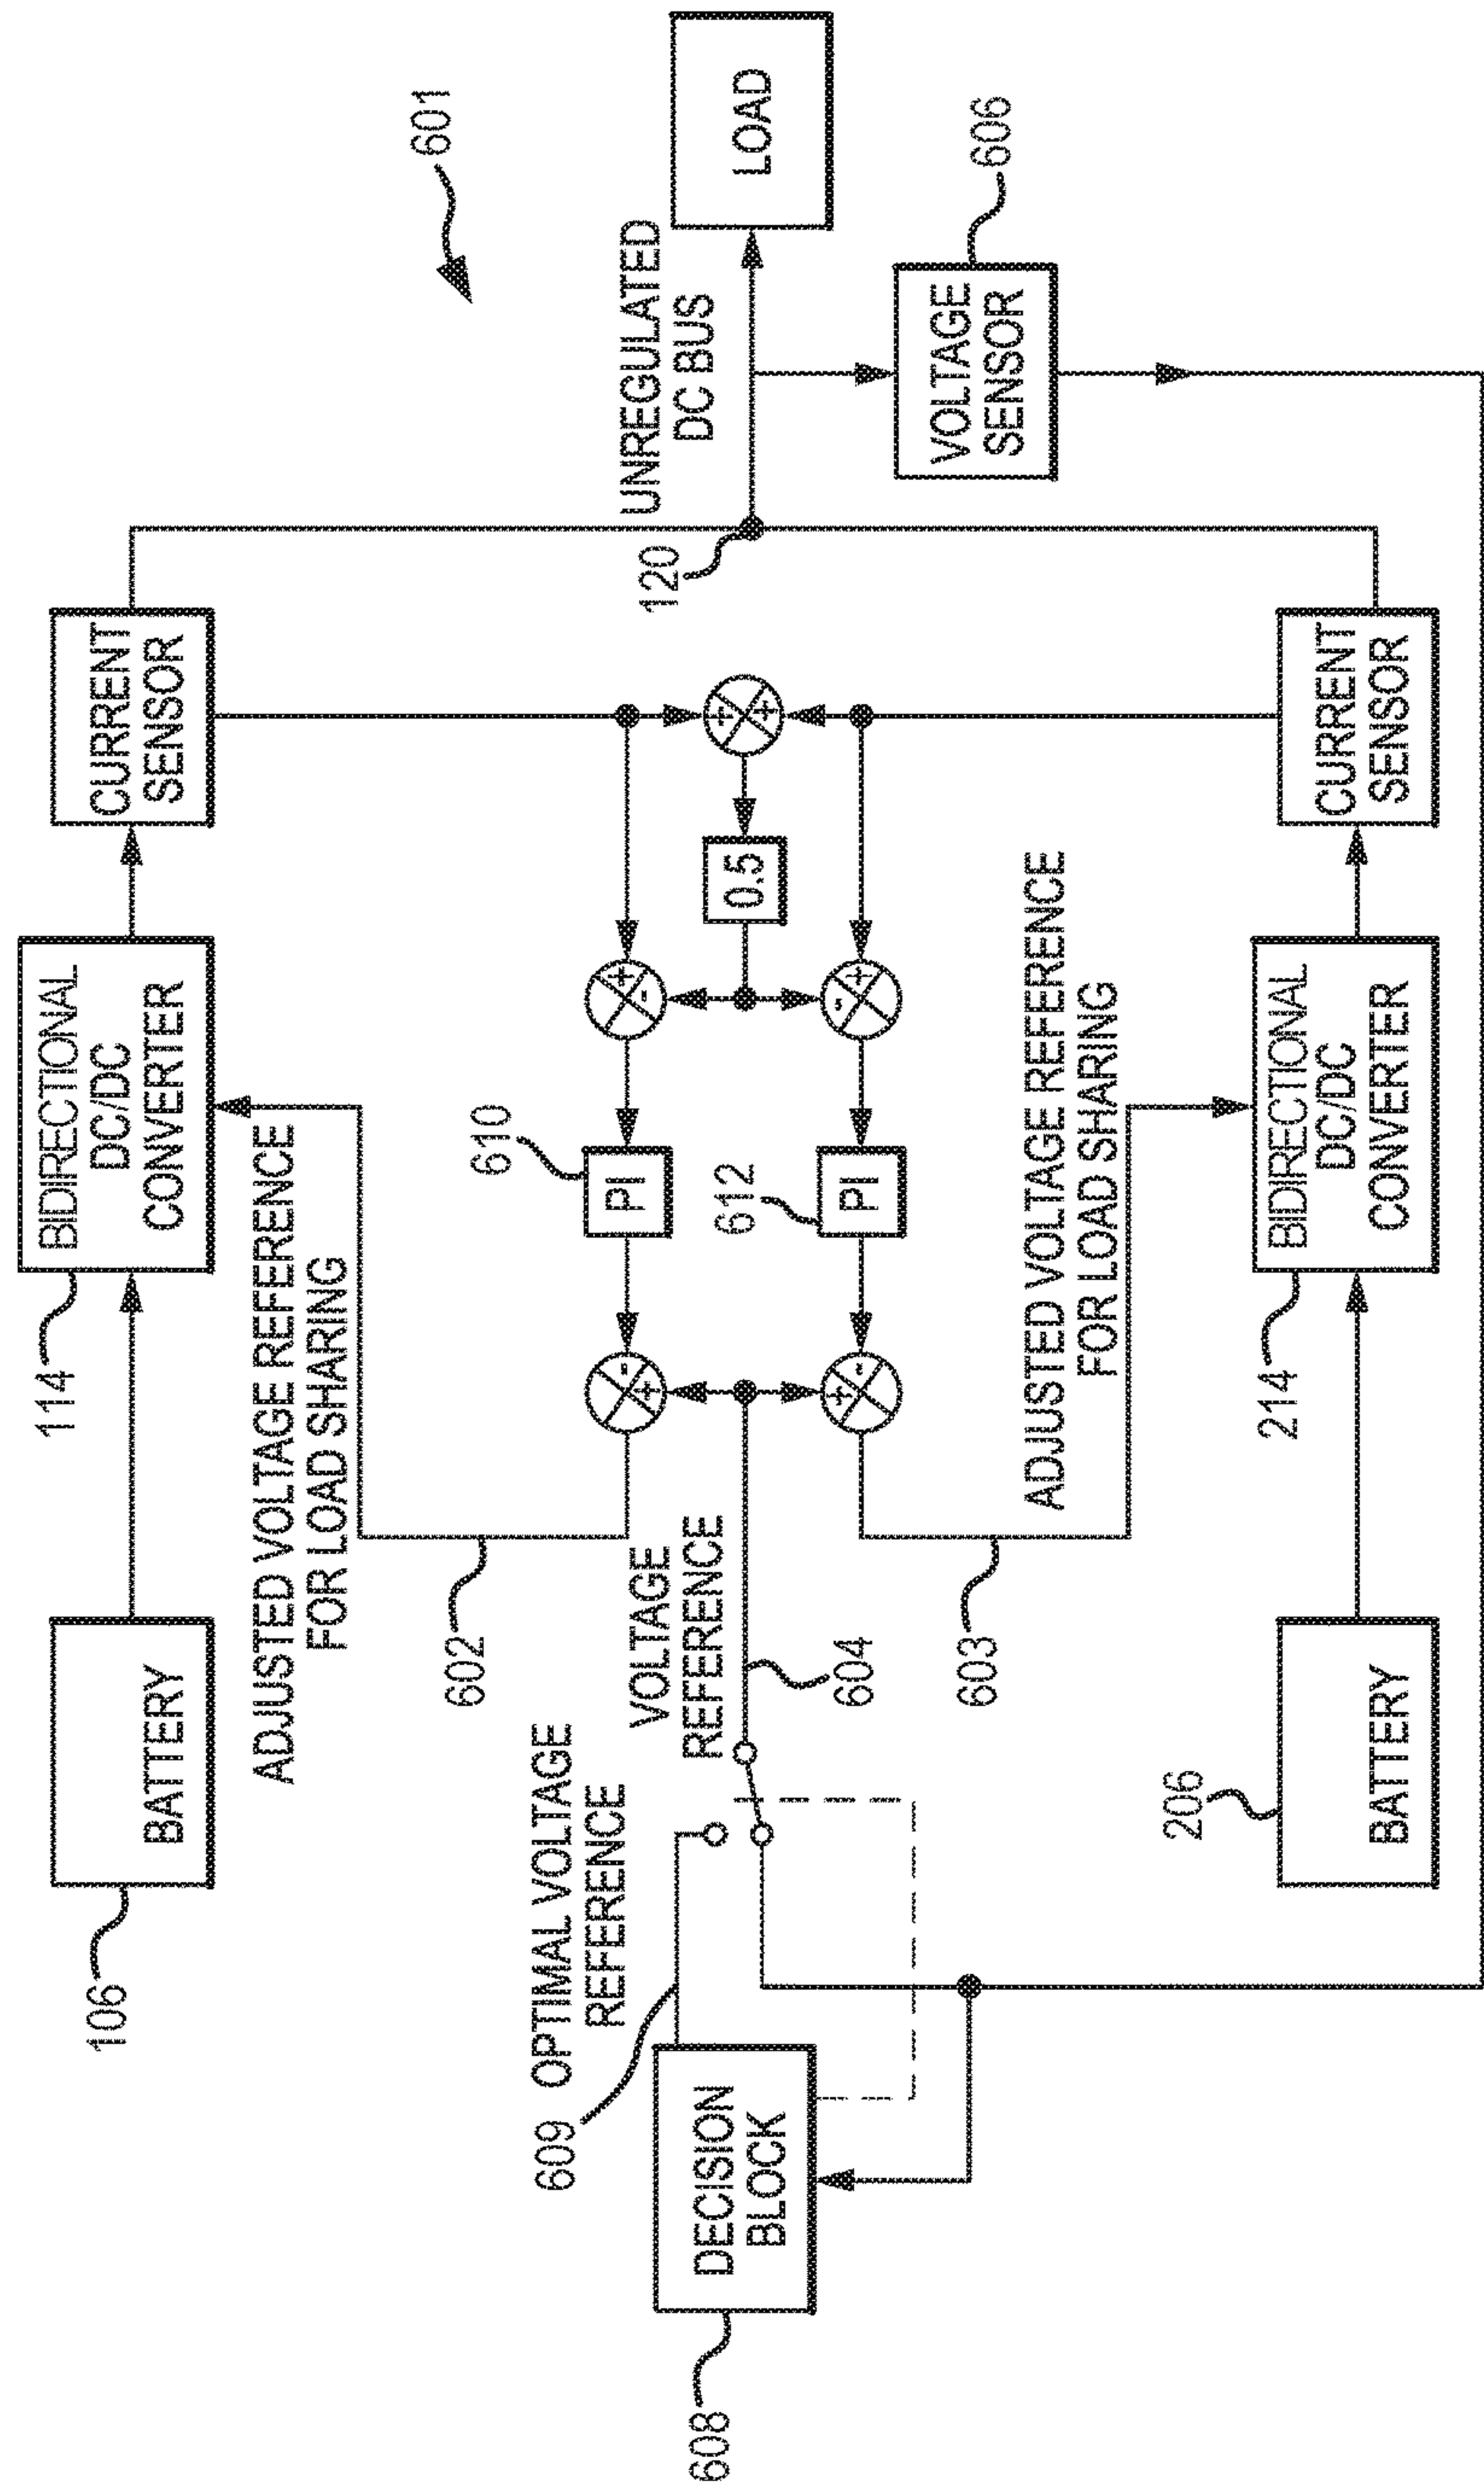 601
BATTERY
106
BIDIRECTIONAL
DC/DC
CONVERTER
114
CURRENT
SENSOR
ADJUSTED VOLTAGE REFERENCE
FOR LOAD SHARING
602
610
PI
+
-
-
+
+
+
0.5
120
UNREGULATED
DC BUS
LOAD
VOLTAGE
SENSOR
606
608
DECISION
BLOCK
609
OPTIMAL VOLTAGE
REFERENCE
VOLTAGE
REFERENCE
604
612
PI
-
+
-
+
603
ADJUSTED VOLTAGE REFERENCE
FOR LOAD SHARING
206
BATTERY
214
BIDIRECTIONAL
DC/DC
CONVERTER
CURRENT
SENSOR